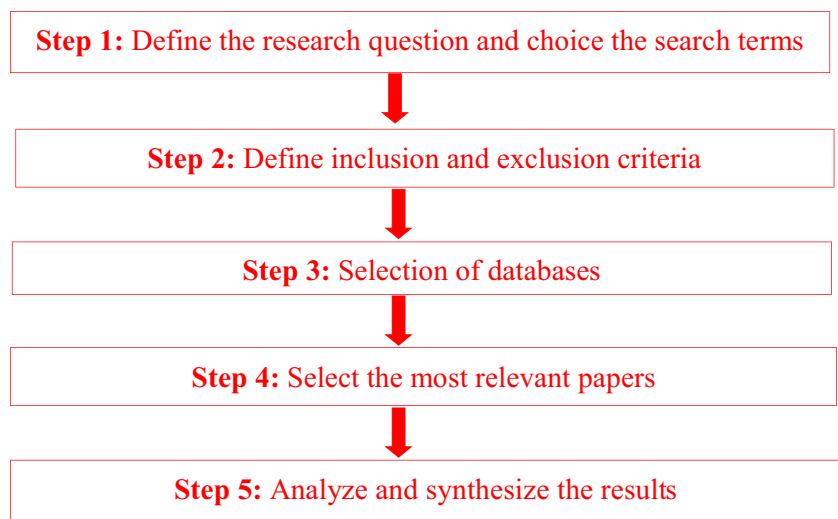 Step 1: Define the research question and choice the search terms
Step 2: Define inclusion and exclusion criteria
Step 3: Selection of databases
Step 4: Select the most relevant papers
Step 5: Analyze and synthesize the results